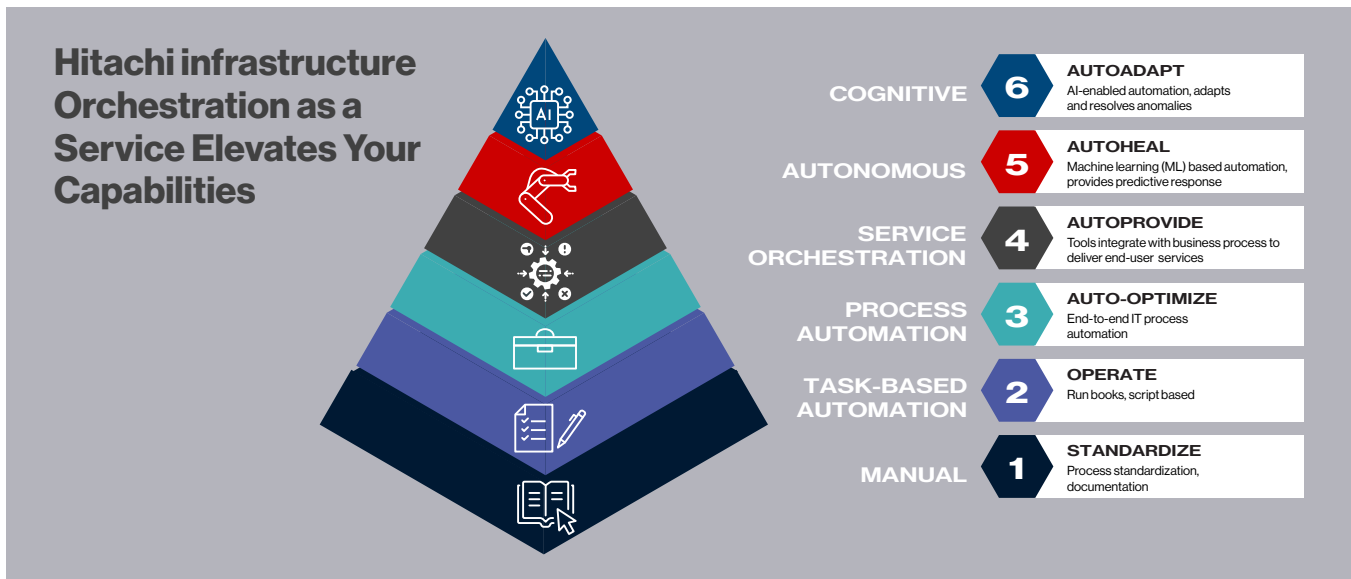 Hitachi infrastructure
Orchestration as a
Service Elevates Your
Capabilities
AI
COGNITIVE
6
AUTOADAPT
AI-enabled automation, adapts
and resolves anomalies
AUTONOMOUS
5
AUTOHEAL
Machine learning (ML) based automation,
provides predictive response
SERVICE
ORCHESTRATION
4
AUTOPROVIDE
Tools integrate with business process to
deliver end-user services
PROCESS
AUTOMATION
3
AUTO-OPTIMIZE
End-to-end IT process
automation
TASK-BASED
AUTOMATION
2
OPERATE
Run books, script based
MANUAL
1
STANDARDIZE
Process standardization,
documentation